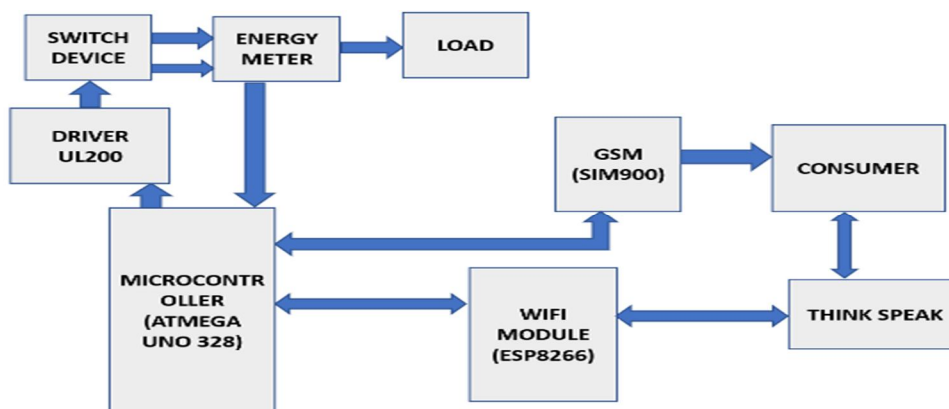 SWITCH
DEVICE
ENERGY
METER
LOAD
DRIVER
UL200
GSM
(SIM900)
CONSUMER
MICROCONTR
OLLER
(ATMEGA
UNO 328)
WIFI
MODULE
(ESP8266)
THINK SPEAK